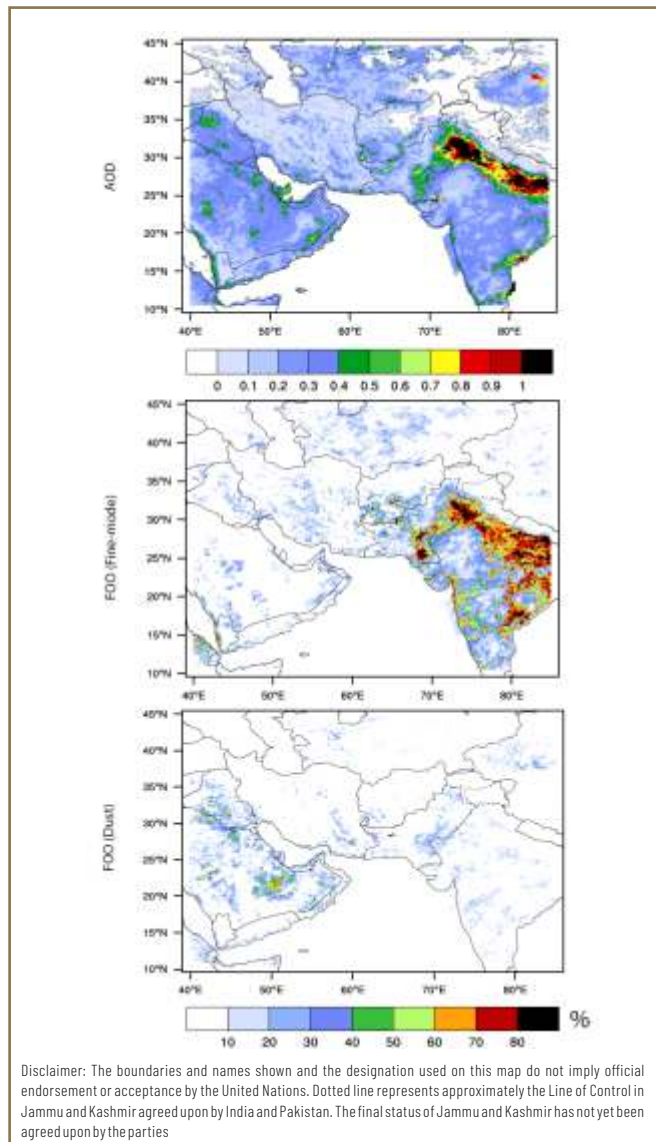 45°N
40°N
35°N
30°N
25°N
20°N
15°N
10°N
AOD
40°E 50°E 60°E 70°E 80°E
0 0.1 0.2 0.3 0.4 0.5 0.6 0.7 0.8 0.9 1
45°N
40°N
35°N
30°N
25°N
20°N
15°N
10°N
FOO (Fine-mode)
40°E 50°E 60°E 70°E 80°E
45°N
40°N
35°N
30°N
25°N
20°N
15°N
10°N
FOO (Dust)
40°E 50°E 60°E 70°E 80°E
10 20 30 40 50 60 70 80 %
Disclaimer: The boundaries and names shown and the designation used on this map do not imply official
endorsement or acceptance by the United Nations. Dotted line represents approximately the Line of Control in
Jammu and Kashmir agreed upon by India and Pakistan. The final status of Jammu and Kashmir has not yet been
agreed upon by the parties